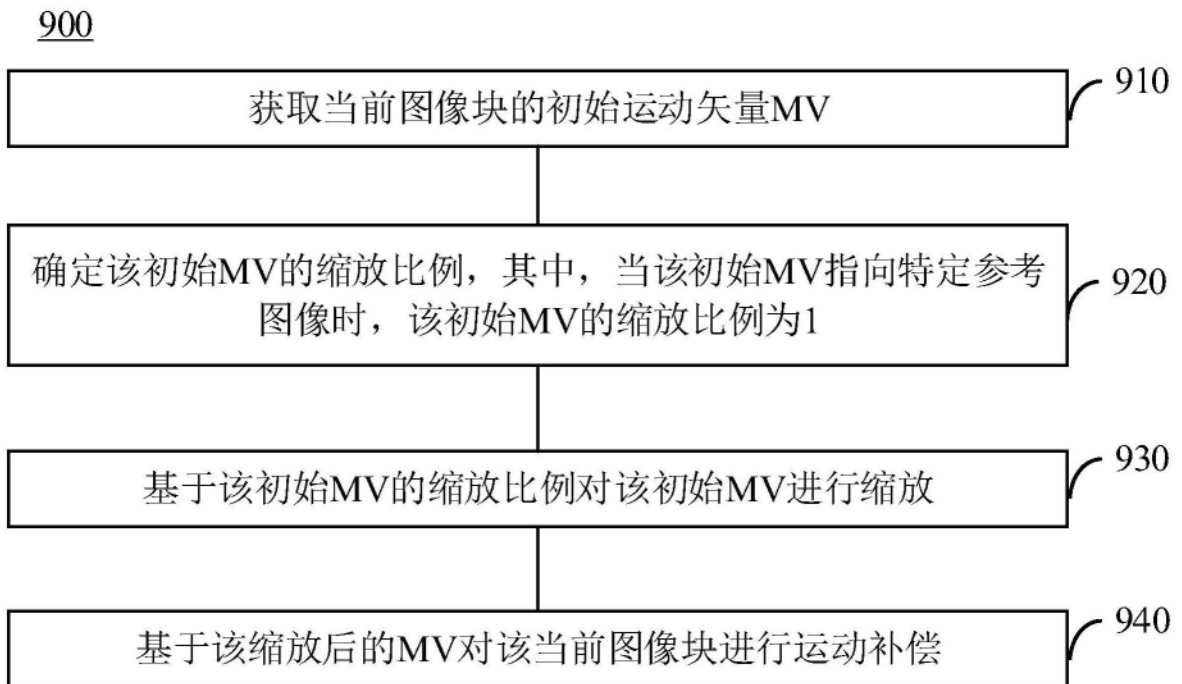 900
获取当前图像块的初始运动矢量MV
910
确定该初始MV的缩放比例，其中，当该初始MV指向特定参考
图像时，该初始MV的缩放比例为1
920
基于该初始MV的缩放比例对该初始MV进行缩放
930
基于该缩放后的MV对该当前图像块进行运动补偿
940